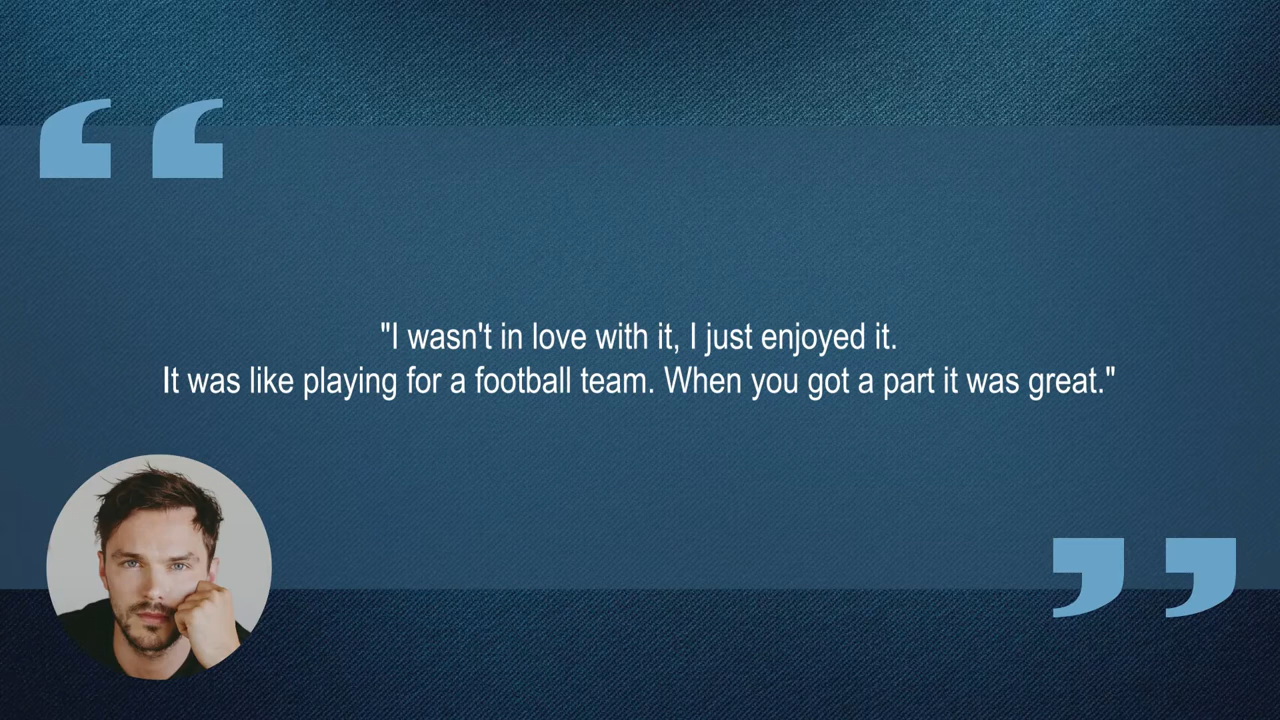 "I wasn't in love with it, I just enjoyed it.
It was like playing for a football team. When you got a part it was great."